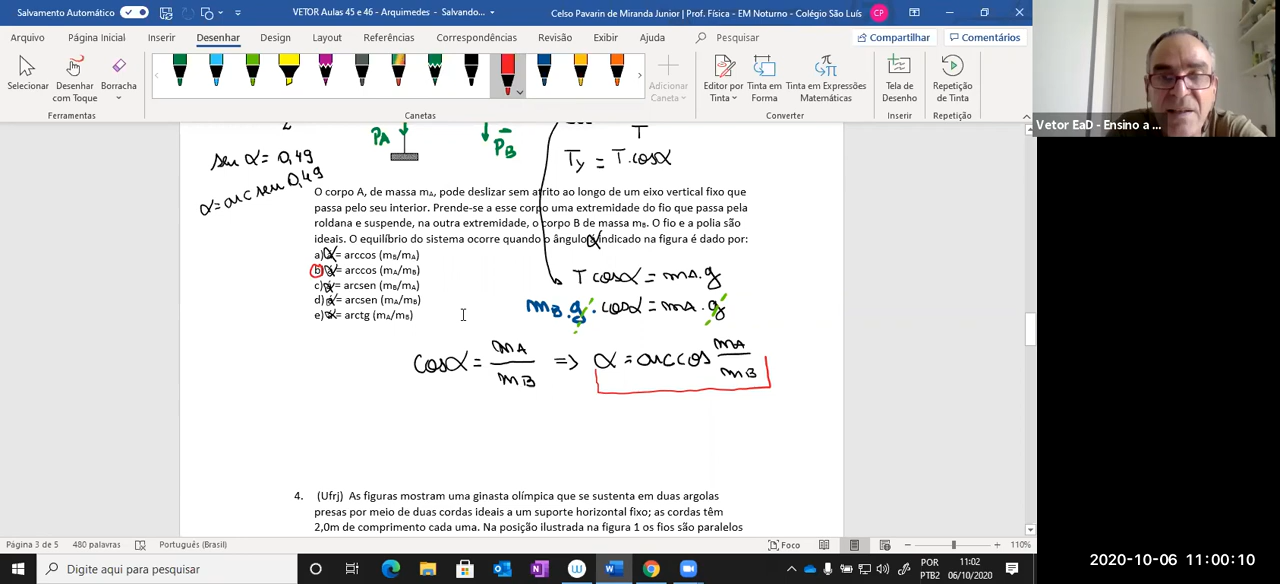 Salvamento Automático
VETOR Aulas 45 e 46 - Arquimedes - Salvando...
Celso Pavarin de Miranda Junior | Prof. Física - EM Noturno - Colégio São Luís
CP
Arquivo Página Inicial Inserir Desenhar Design Layout Referências Correspondências Revisão Exibir Ajuda Pesquisar Compartilhar Comentários
Selecionar
Desenhar com Toque
Borracha
Adicionar Caneta
Editor por Tinta
Tinta em Forma
Tinta em Expressões Matemáticas
Tela de Desenho
Repetição de Tinta
Ferramentas Canetas Converter Inserir Repetição
Vetor EaD - Ensino a ...
2
PA
PB
T
sen α = 0,49
Ty = T.cosα
α = arc sen 0,49
O corpo A, de massa mA, pode deslizar sem atrito ao longo de um eixo vertical fixo que
passa pelo seu interior. Prende-se a esse corpo uma extremidade do fio que passa pela
roldana e suspende, na outra extremidade, o corpo B de massa mB. O fio e a polia são
ideais. O equilíbrio do sistema ocorre quando o ângulo α indicado na figura é dado por:
a) α = arccos (mB/mA)
b) α = arccos (mA/mB)
c) α = arcsen (mB/mA)
d) α = arcsen (mA/mB)
e) α = arctg (mA/mB)
T cosα = mA.g
mB.g. cosα = mA.g
cosα = mA/mB => α = arc cos mA/mB
4. (Ufrj) As figuras mostram uma ginasta olímpica que se sustenta em duas argolas
presas por meio de duas cordas ideais a um suporte horizontal fixo; as cordas têm
2,0m de comprimento cada uma. Na posição ilustrada na figura 1 os fios são paralelos
Página 3 de 5 480 palavras Português (Brasil) Foco 110%
Digite aqui para pesquisar
POR
PTB2
11:02
06/10/2020
2020-10-06 11:00:10